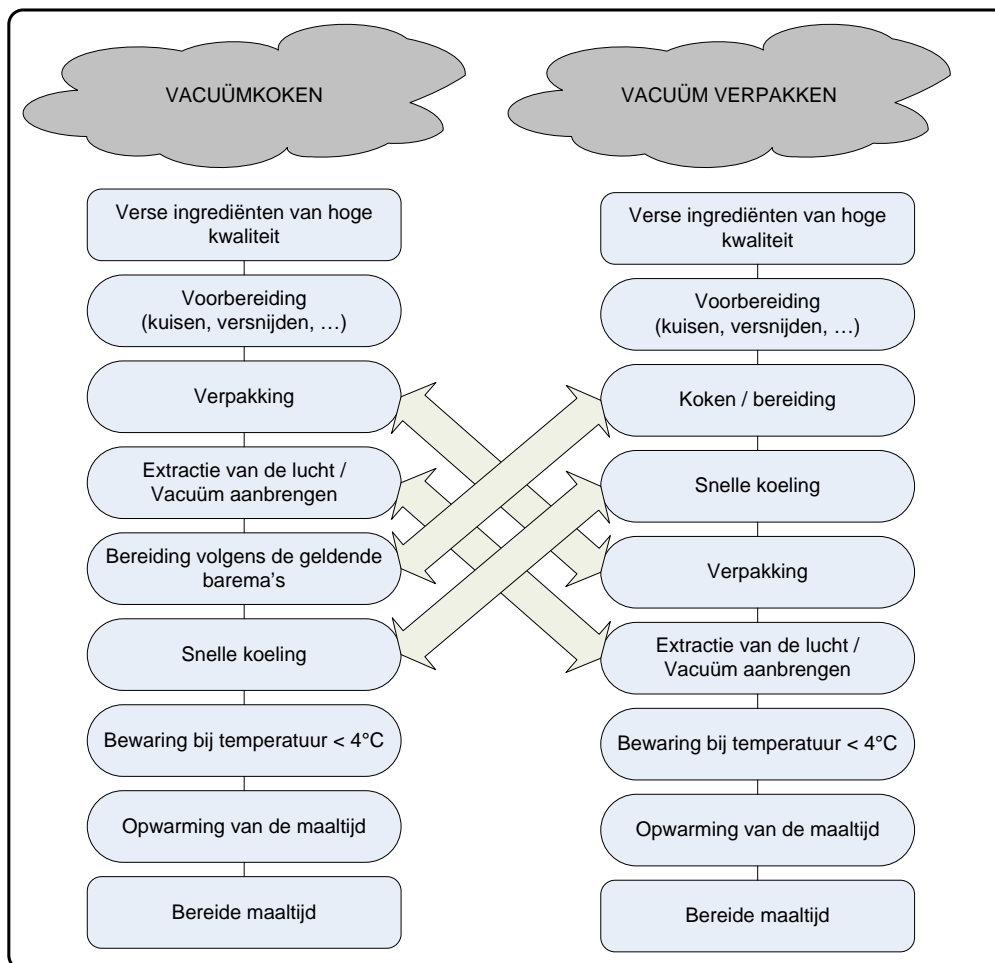 VACUÜMKOKEN
Verse ingrediënten van hoge
kwaliteit
Voorbereiding
(kuisen, versnijden, …)
Verpakking
Extractie van de lucht /
Vacuüm aanbrengen
Bereiding volgens de geldende
barema's
Snelle koeling
Bewaring bij temperatuur < 4°C
Opwarming van de maaltijd
Bereide maaltijd
VACUÜM VERPAKKEN
Verse ingrediënten van hoge
kwaliteit
Voorbereiding
(kuisen, versnijden, …)
Koken / bereiding
Snelle koeling
Verpakking
Extractie van de lucht /
Vacuüm aanbrengen
Bewaring bij temperatuur < 4°C
Opwarming van de maaltijd
Bereide maaltijd